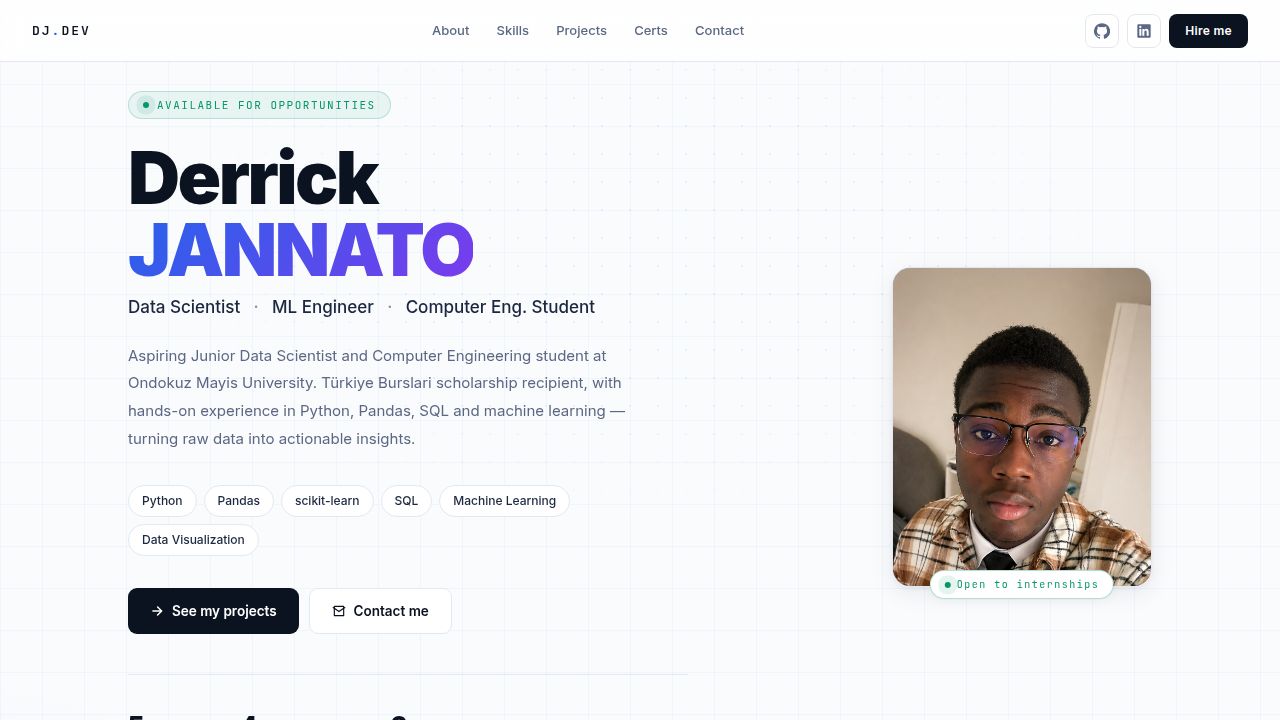 DJ.DEV
About Skills Projects Certs Contact
Hire me
AVAILABLE FOR OPPORTUNITIES
Derrick
JANNATO
Data Scientist · ML Engineer · Computer Eng. Student
Aspiring Junior Data Scientist and Computer Engineering student at
Ondokuz Mayis University. Türkiye Burslari scholarship recipient, with
hands-on experience in Python, Pandas, SQL and machine learning —
turning raw data into actionable insights.
Python Pandas scikit-learn SQL Machine Learning
Data Visualization
Open to internships
See my projects Contact me